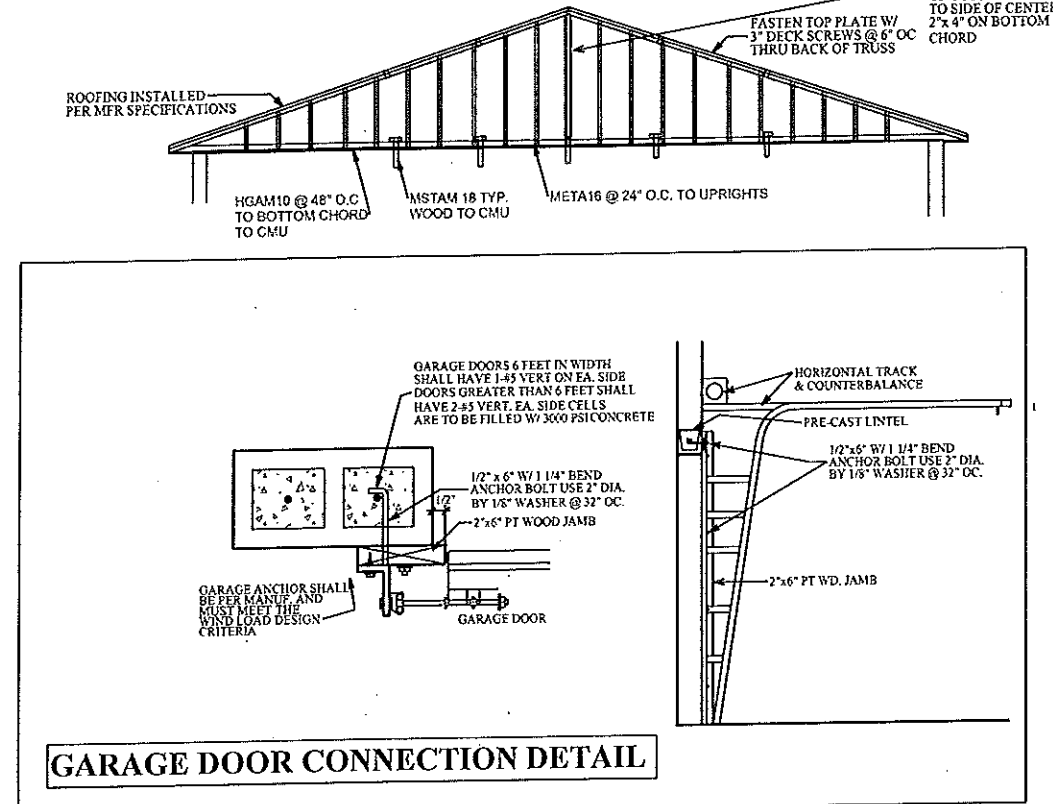 TO SIDE OF CENTER
2"x 4" ON BOTTOM
CHORD
FASTEN TOP PLATE W/
3" DECK SCREWS @ 6" OC
THRU BACK OF TRUSS
ROOFING INSTALLED
PER MFR SPECIFICATIONS
HGAM10 @ 48" O.C
TO BOTTOM CHORD
TO CMU
MSTAM 18 TYP.
WOOD TO CMU
META16 @ 24" O.C. TO UPRIGHTS
GARAGE DOORS 6 FEET IN WIDTH
SHALL HAVE 1-#5 VERT ON EA. SIDE
DOORS GREATER THAN 6 FEET SHALL
HAVE 2-#5 VERT. EA. SIDE CELLS
ARE TO BE FILLED W/ 3000 PSI CONCRETE
1/2" x 6" W/ 1 1/4" BEND
ANCHOR BOLT USE 2" DIA.
BY 1/8" WASHER @ 32" OC.
1/2"
2"x6" PT WOOD JAMB
GARAGE ANCHOR SHALL
BE PER MANUF. AND
MUST MEET THE
WIND LOAD DESIGN
CRITERIA
GARAGE DOOR
HORIZONTAL TRACK
& COUNTERBALANCE
PRE-CAST LINTEL
1/2"x6" W/ 1 1/4" BEND
ANCHOR BOLT USE 2" DIA.
BY 1/8" WASHER @ 32" OC.
2"x6" PT WD. JAMB
GARAGE DOOR CONNECTION DETAIL